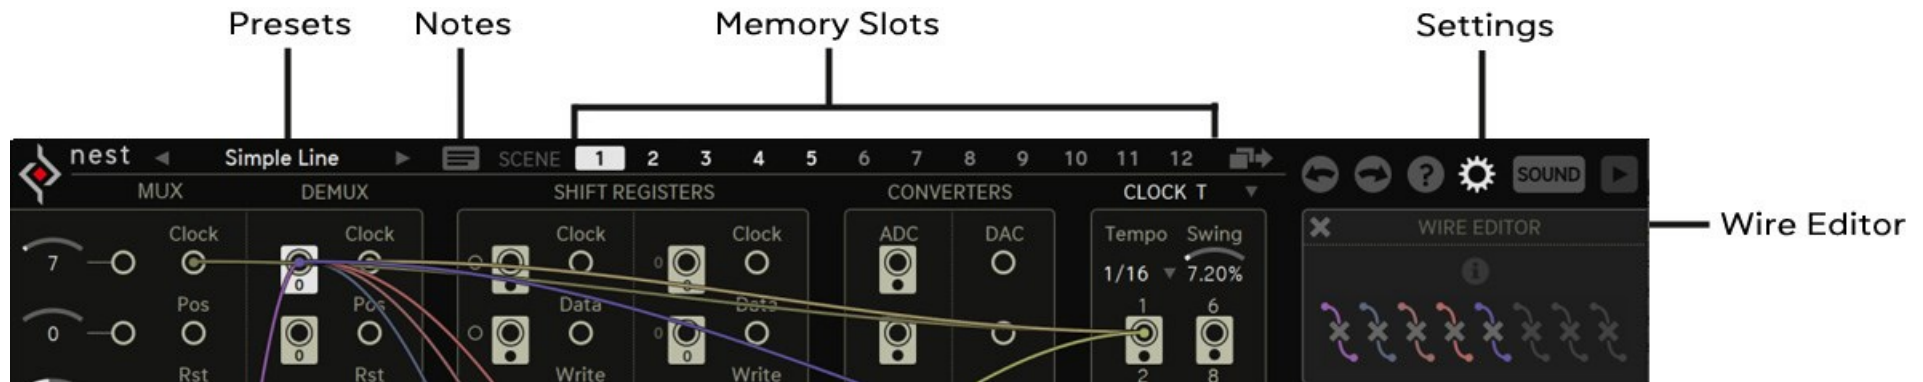 Presets Notes Memory Slots Settings
nest Simple Line SCENE 1 2 3 4 5 6 7 8 9 10 11 12 ? SOUND
MUX DEMUX SHIFT REGISTERS CONVERTERS CLOCK T
WIRE EDITOR Wire Editor
Clock Clock Clock Clock ADC DAC Tempo Swing
7 0 0 1/16 7.20% i
0
Pos Pos Data Data 1 6
0 0 0 0
Rst Rst Write Write 2 8